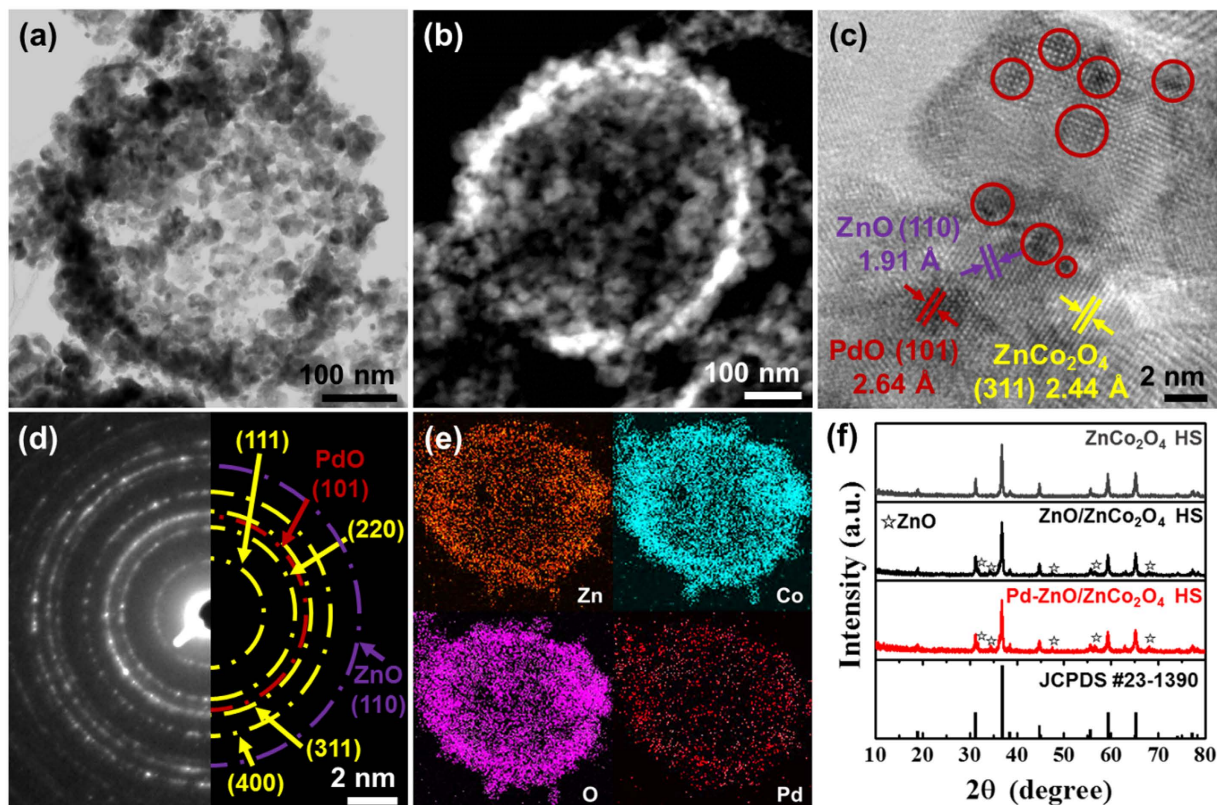 (a)
100 nm
(b)
100 nm
(c)
ZnO (110)
1.91 Å
PdO (101)
2.64 Å
ZnCo₂O₄
(311) 2.44 Å
2 nm
(d)
(111)
PdO
(101)
(220)
ZnO
(110)
(311)
(400)
2 nm
(e)
Zn
Co
O
Pd
(f)
ZnCo₂O₄ HS
☆ZnO
ZnO/ZnCo₂O₄ HS
Pd-ZnO/ZnCo₂O₄ HS
JCPDS #23-1390
Intensity (a.u.)
10 20 30 40 50 60 70 80
2θ (degree)